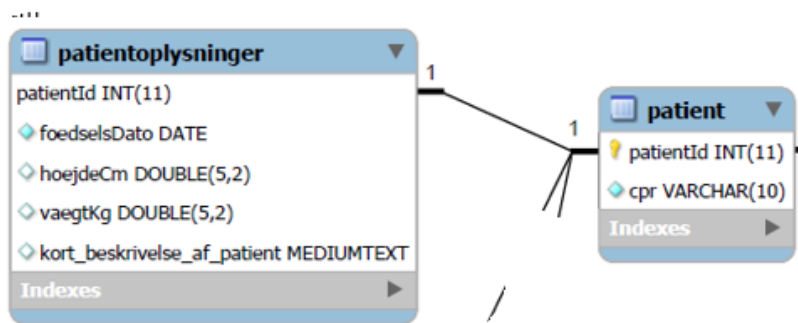 patientoplysninger
patientId INT(11)
foedselsDato DATE
hoejdeCm DOUBLE(5,2)
vaegtKg DOUBLE(5,2)
kort_beskrivelse_af_patient MEDIUMTEXT
Indexes
1
1
patient
patientId INT(11)
cpr VARCHAR(10)
Indexes